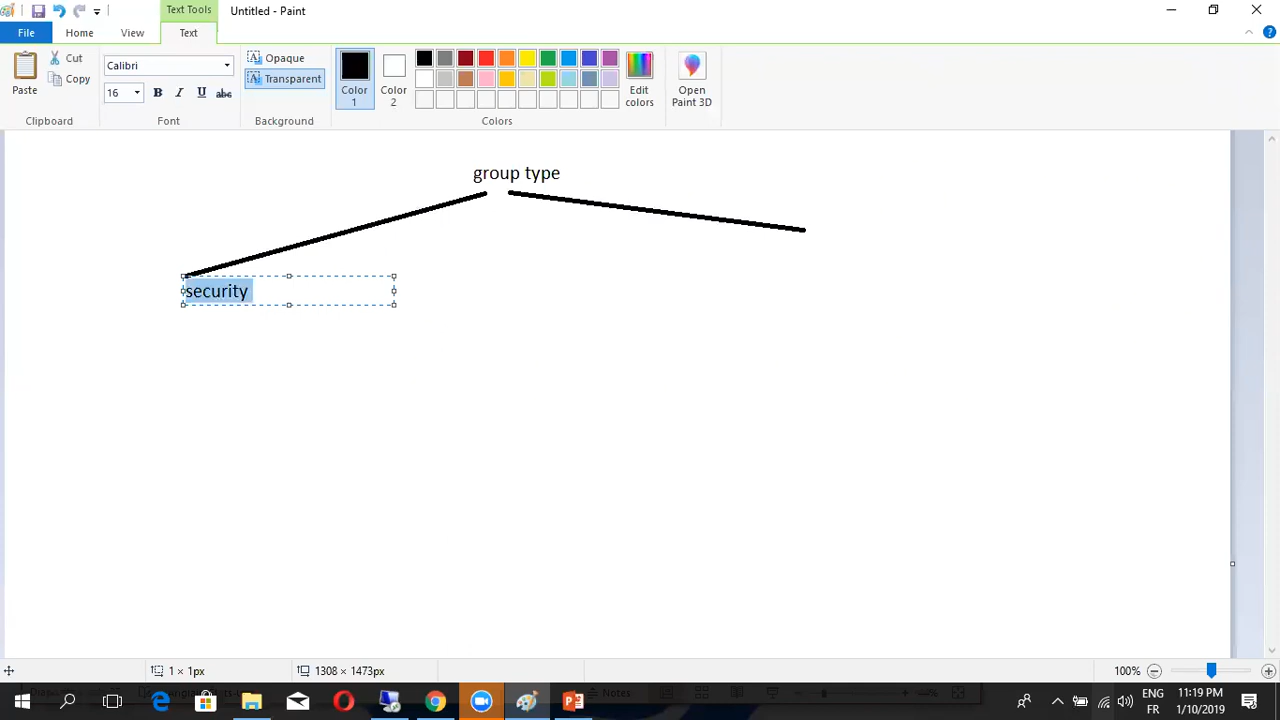 Text Tools
Untitled - Paint
File
Home
View
Text
Paste
Cut
Copy
Clipboard
Calibri
16
B I U abc
Font
Opaque
Transparent
Background
Color 1
Color 2
Edit colors
Colors
Open Paint 3D
group type
security
1 × 1px
1308 × 1473px
100%
Notes
ENG
FR
11:19 PM
1/10/2019